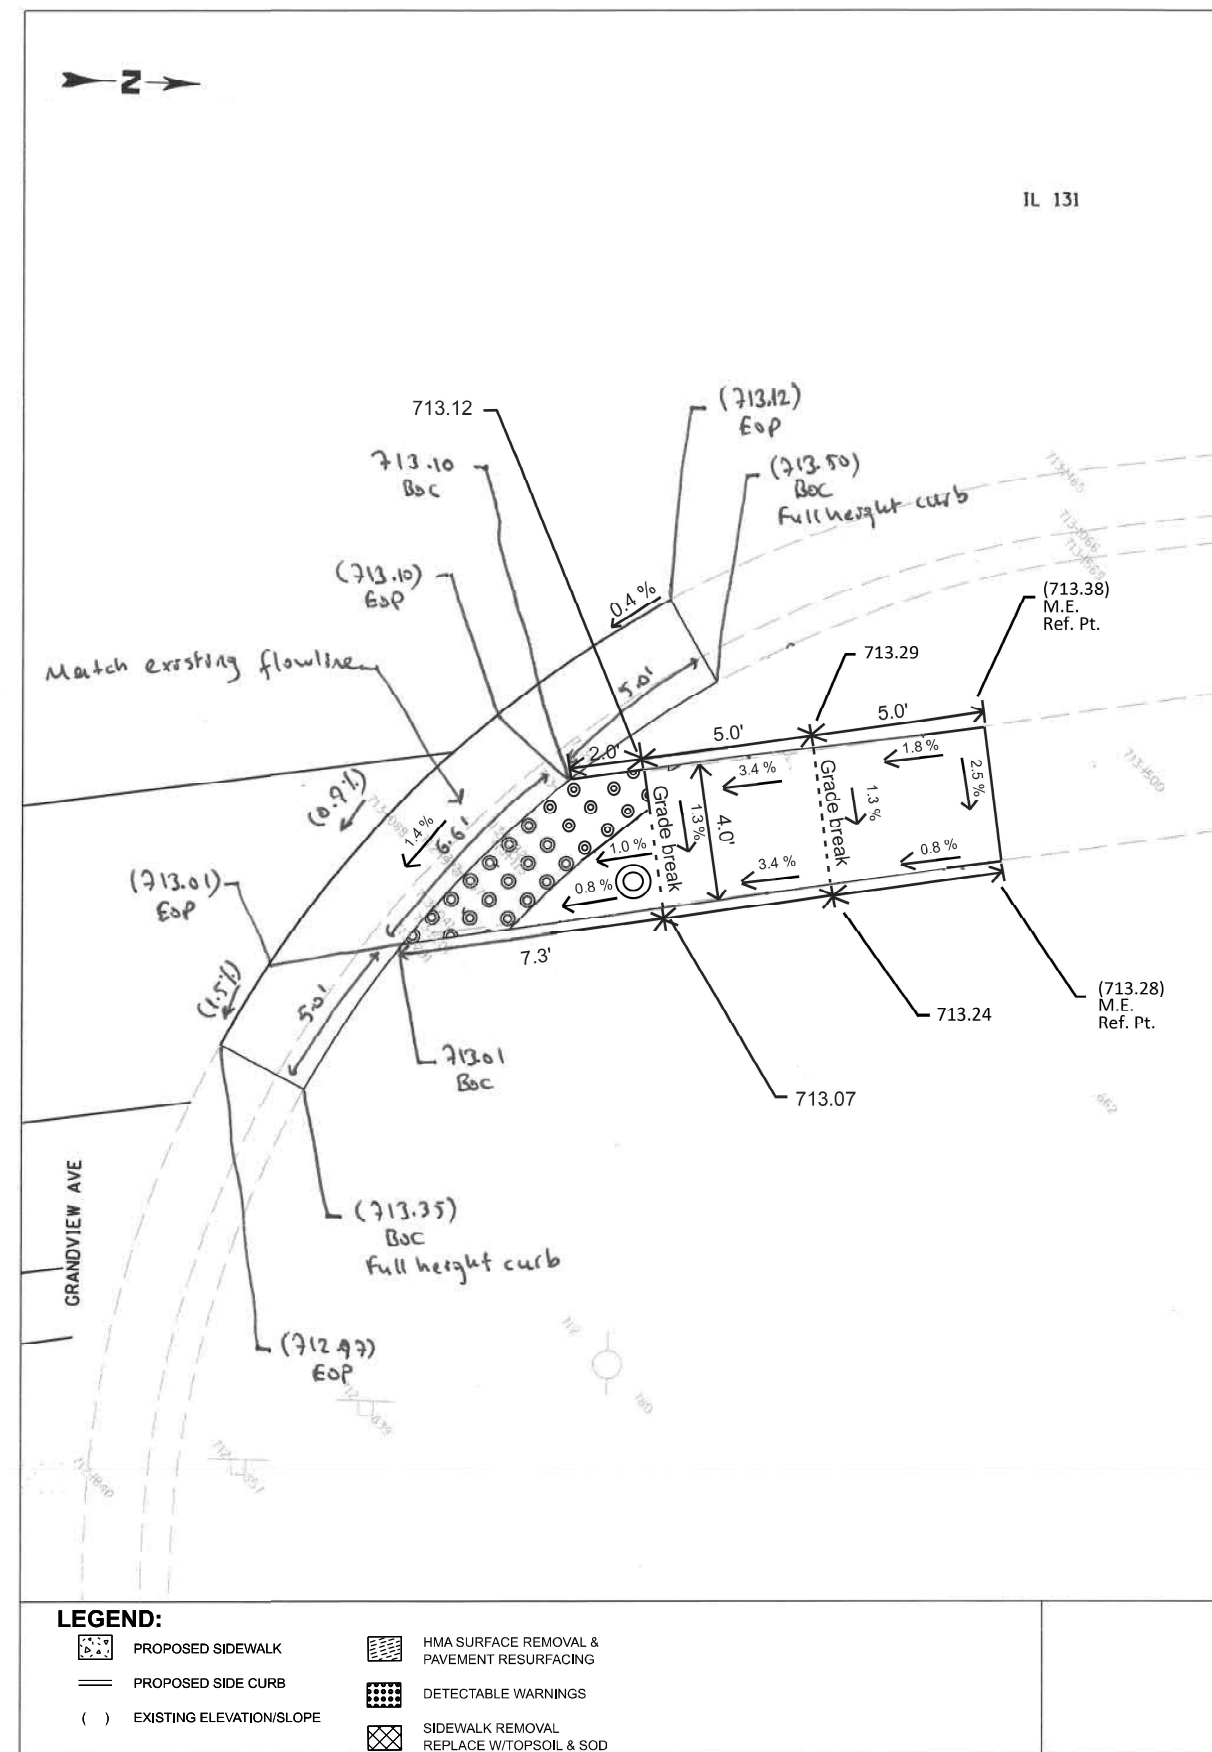 N
IL 131
713.12
(713.12)
EOP
713.10
BOC
(713.50)
BOC
Full height curb
(713.10)
EOP
0.4 %
(713.38)
M.E.
Ref. Pt.
Match existing flowline
5.0'
713.29
5.0'
5.0'
2.0'
1.8 %
2.5 %
3.4 %
Grade break
1.3 %
4.0'
Grade break
1.3 %
(0.9%)
1.4 %
6.6'
1.0 %
0.8 %
3.4 %
0.8 %
(713.01)
EOP
7.3'
(1.5%)
5.0'
(713.28)
M.E.
Ref. Pt.
713.24
713.01
BOC
713.07
GRANDVIEW AVE
(713.35)
BOC
Full height curb
(712.97)
EOP
LEGEND:
PROPOSED SIDEWALK
PROPOSED SIDE CURB
( ) EXISTING ELEVATION/SLOPE
HMA SURFACE REMOVAL &
PAVEMENT RESURFACING
DETECTABLE WARNINGS
SIDEWALK REMOVAL
REPLACE W/TOPSOIL & SOD